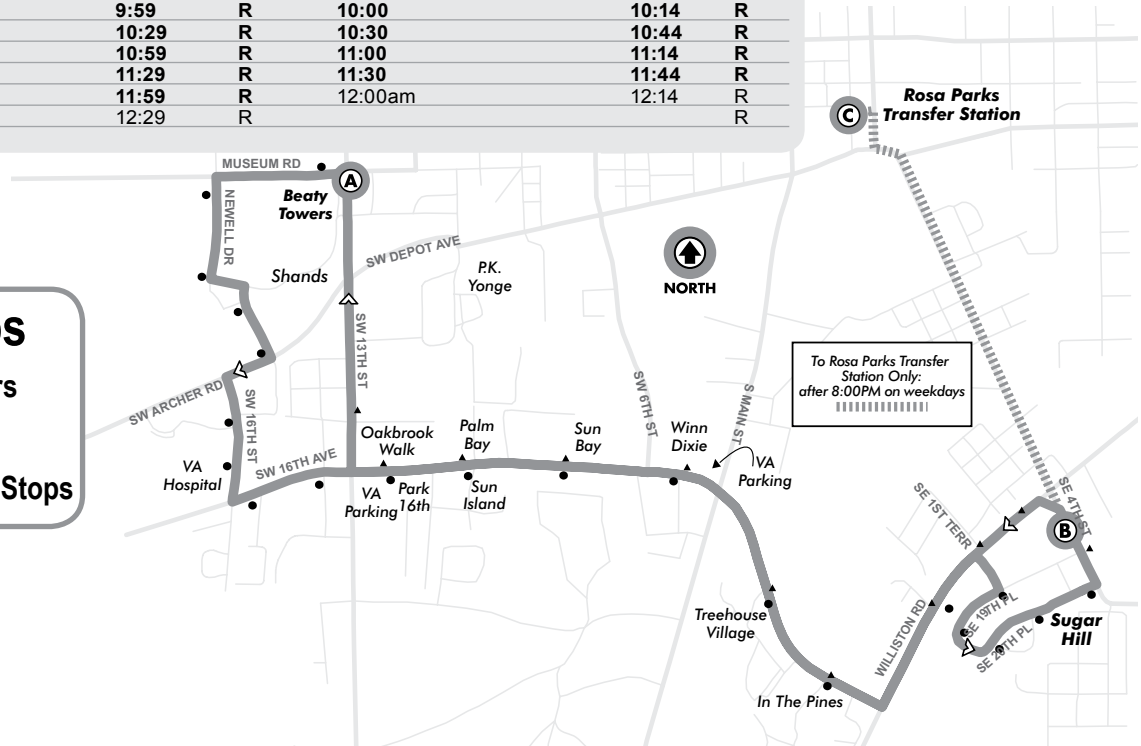 9:59 R 10:00 10:14 R
10:29 R 10:30 10:44 R
10:59 R 11:00 11:14 R
11:29 R 11:30 11:44 R
11:59 R 12:00am 12:14 R
12:29 R R
C
Rosa Parks
Transfer Station
MUSEUM RD
A
Beaty
Towers
NEWELL DR
SW DEPOT AVE
Shands
P.K.
Yonge
NORTH
SW 13TH ST
To Rosa Parks Transfer
Station Only:
after 8:00PM on weekdays
SW 6TH ST
S MAIN ST
SW ARCHER RD
SW 16TH ST
Oakbrook
Walk
Palm
Bay
Sun
Bay
Winn
Dixie
VA
Parking
SW 16TH AVE
VA
Hospital
VA
Parking
Park
16th
Sun
Island
Stops
SE 4TH ST
SE 1ST TERR
B
Treehouse
Village
WILLISTON RD
SE 19TH PL
SE 20TH PL
Sugar
Hill
In The Pines